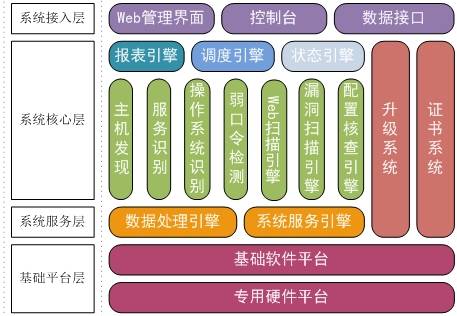 系统接入层
Web管理界面
控制台
数据接口
系统核心层
报表引擎
调度引擎
状态引擎
主机发现
服务识别
操作系统识别
弱口令检测
Web扫描引擎
漏洞扫描引擎
配置核查引擎
升级系统
证书系统
系统服务层
数据处理引擎
系统服务引擎
基础平台层
基础软件平台
专用硬件平台